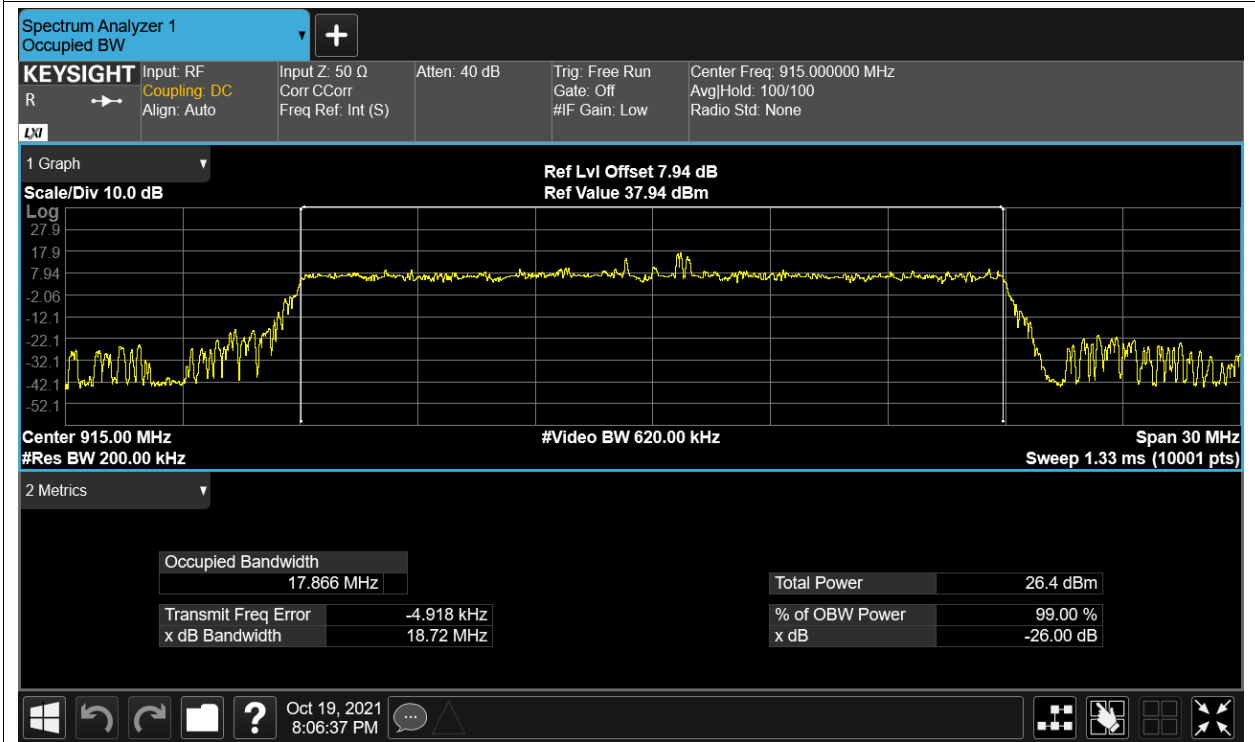 Spectrum Analyzer 1
Occupied BW
KEYSIGHT
R
LXI
Input: RF
Coupling: DC
Align: Auto
Input Z: 50 Ω
Corr CCorr
Freq Ref: Int (S)
Atten: 40 dB
Trig: Free Run
Gate: Off
#IF Gain: Low
Center Freq: 915.000000 MHz
Avg|Hold: 100/100
Radio Std: None
1 Graph
Scale/Div 10.0 dB
Ref Lvl Offset 7.94 dB
Ref Value 37.94 dBm
Log
27.9
17.9
7.94
-2.06
-12.1
-22.1
-32.1
-42.1
-52.1
Center 915.00 MHz
#Video BW 620.00 kHz
Span 30 MHz
#Res BW 200.00 kHz
Sweep 1.33 ms (10001 pts)
2 Metrics
Occupied Bandwidth
17.866 MHz
Total Power 26.4 dBm
Transmit Freq Error -4.918 kHz
% of OBW Power 99.00 %
x dB Bandwidth 18.72 MHz
x dB -26.00 dB
?
Oct 19, 2021
8:06:37 PM